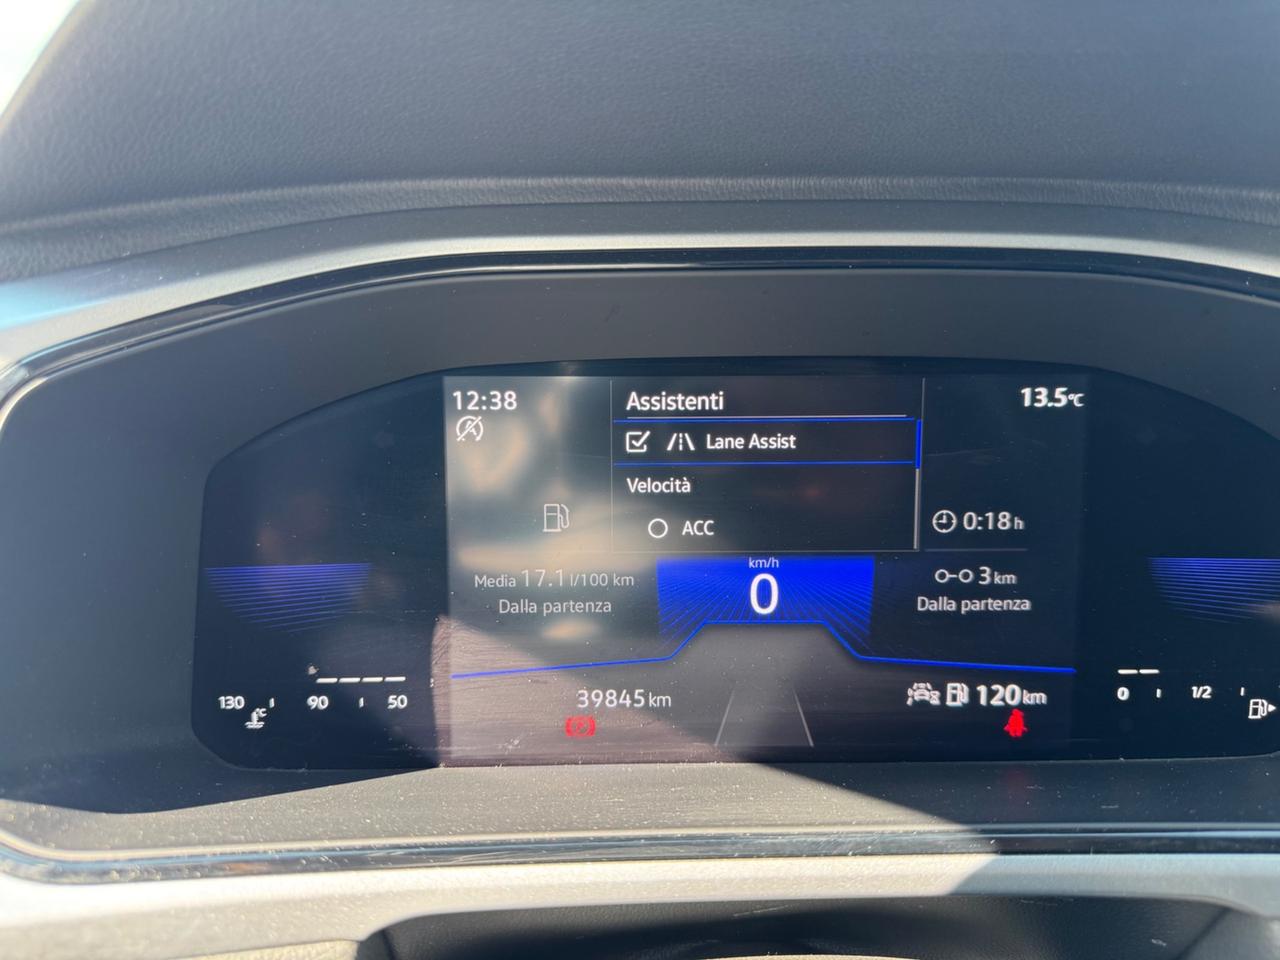 12:38
Assistenti
13.5°C
Lane Assist
Velocità
ACC
0:18 h
km/h
0
Media 17.1 l/100 km
Dalla partenza
3 km
Dalla partenza
130 90 50
°C
39845 km
120 km
0 1/2